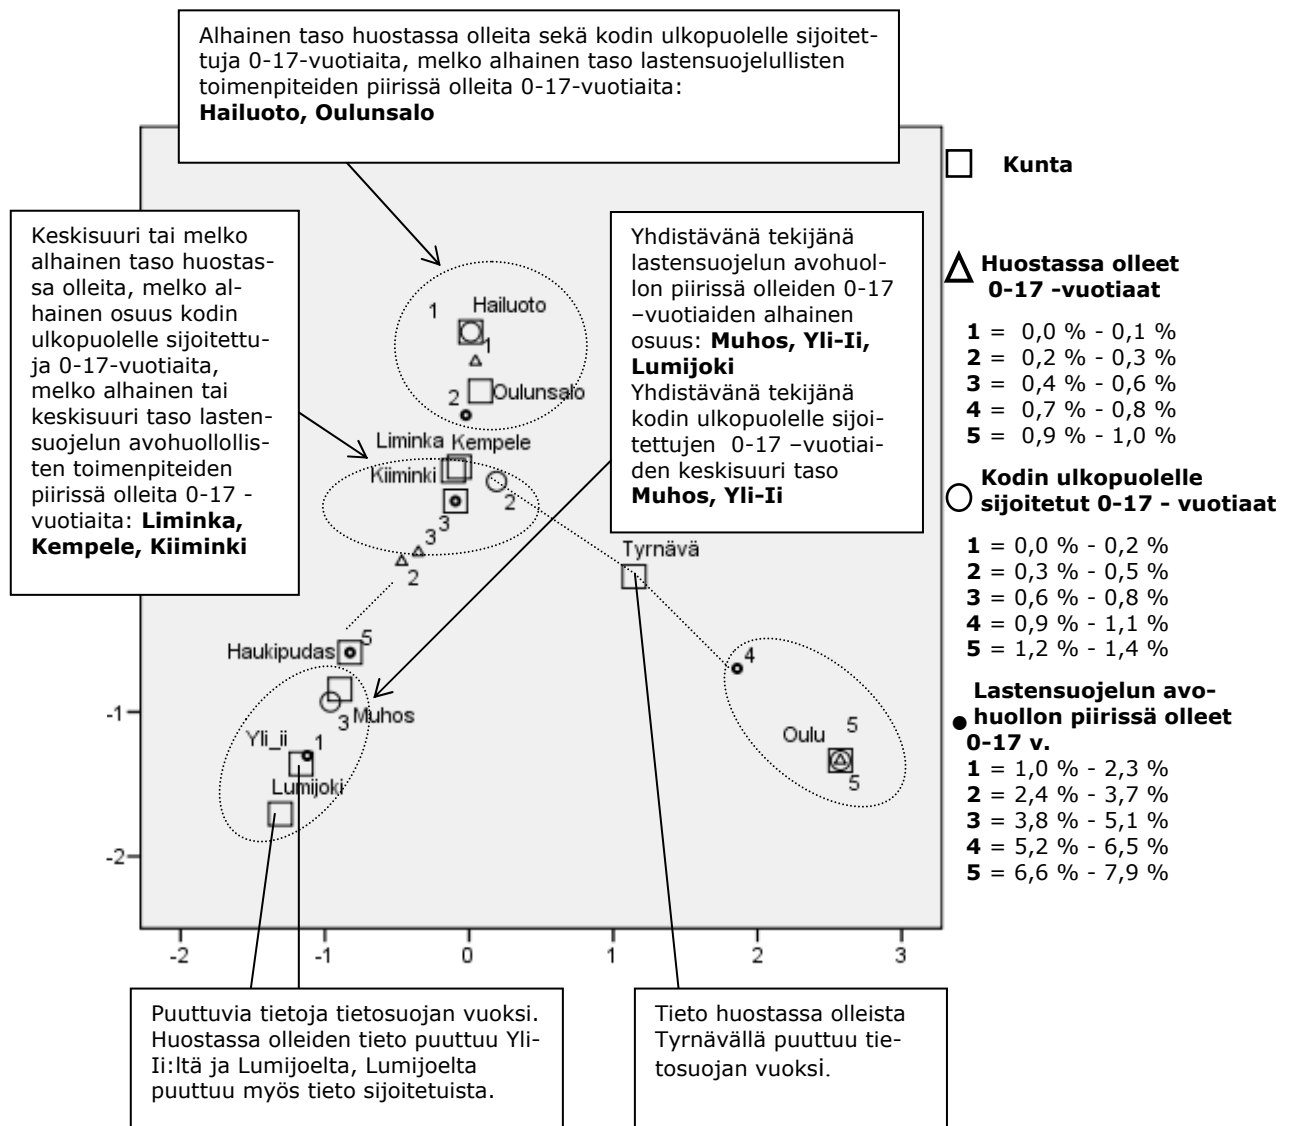 Alhainen taso huostassa olleita sekä kodin ulkopuolelle sijoitet-
tuja 0-17-vuotiaita, melko alhainen taso lastensuojelullisten
toimenpiteiden piirissä olleita 0-17-vuotiaita:
Hailuoto, Oulunsalo
Keskisuuri tai melko
alhainen taso huostas-
sa olleita, melko al-
hainen osuus kodin
ulkopuolelle sijoitettu-
ja 0-17-vuotiaita,
melko alhainen tai
keskisuuri taso lasten-
suojelun avohuollollis-
ten toimenpiteiden
piirissä olleita 0-17 -
vuotiaita: Liminka,
Kempele, Kiiminki
Yhdistävänä tekijänä
lastensuojelun avohuol-
lon piirissä olleiden 0-17
–vuotiaiden alhainen
osuus: Muhos, Yli-Ii,
Lumijoki
Yhdistävänä tekijänä
kodin ulkopuolelle sijoi-
tettujen 0-17 –vuotiai-
den keskisuuri taso
Muhos, Yli-Ii
1
Hailuoto
1
2
Oulunsalo
Liminka
Kempele
Kiiminki
2
3
3
2
Tyrnävä
Haukipudas
5
4
3
Muhos
Yli_ii
1
Lumijoki
Oulu
5
5
-1
-2
-2
-1
0
1
2
3
Kunta
Huostassa olleet
0-17 -vuotiaat
1 = 0,0 % - 0,1 %
2 = 0,2 % - 0,3 %
3 = 0,4 % - 0,6 %
4 = 0,7 % - 0,8 %
5 = 0,9 % - 1,0 %
Kodin ulkopuolelle
sijoitetut 0-17 - vuotiaat
1 = 0,0 % - 0,2 %
2 = 0,3 % - 0,5 %
3 = 0,6 % - 0,8 %
4 = 0,9 % - 1,1 %
5 = 1,2 % - 1,4 %
Lastensuojelun avo-
huollon piirissä olleet
0-17 v.
1 = 1,0 % - 2,3 %
2 = 2,4 % - 3,7 %
3 = 3,8 % - 5,1 %
4 = 5,2 % - 6,5 %
5 = 6,6 % - 7,9 %
Puuttuvia tietoja tietosuojan vuoksi.
Huostassa olleiden tieto puuttuu Yli-
Ii:ltä ja Lumijoelta, Lumijoelta
puuttuu myös tieto sijoitetuista.
Tieto huostassa olleista
Tyrnävällä puuttuu tie-
tosuojan vuoksi.